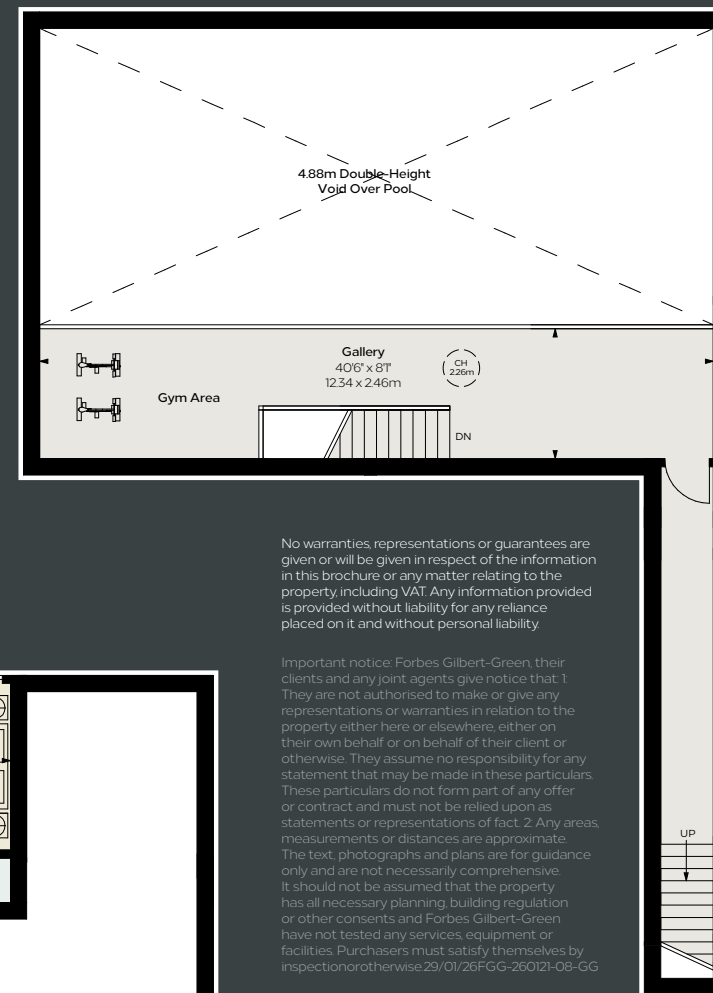 4.88m Double-Height
Void Over Pool
Gallery
40'6" x 8'1"
12.34 x 2.46m
CH
2.26m
Gym Area
DN
No warranties, representations or guarantees are
given or will be given in respect of the information
in this brochure or any matter relating to the
property, including VAT. Any information provided
is provided without liability for any reliance
placed on it and without personal liability.
Important notice: Forbes Gilbert-Green, their
clients and any joint agents give notice that: 1:
They are not authorised to make or give any
representations or warranties in relation to the
property either here or elsewhere, either on
their own behalf or on behalf of their client or
otherwise. They assume no responsibility for any
statement that may be made in these particulars.
These particulars do not form part of any offer
or contract and must not be relied upon as
statements or representations of fact. 2: Any areas,
measurements or distances are approximate.
The text, photographs and plans are for guidance
only and are not necessarily comprehensive.
It should not be assumed that the property
has all necessary planning, building regulation
or other consents and Forbes Gilbert-Green
have not tested any services, equipment or
facilities. Purchasers must satisfy themselves by
inspectionorotherwise.29/01/26FGG-260121-08-GG
UP